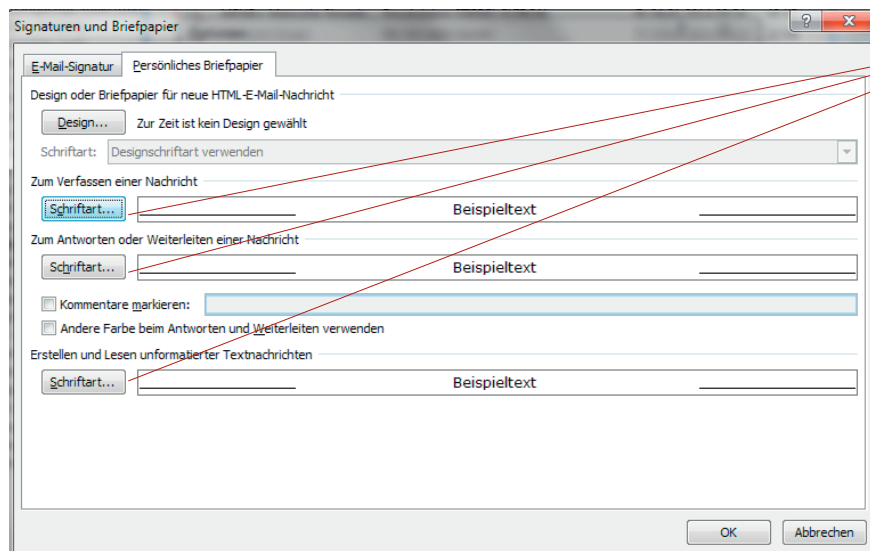 Signaturen und Briefpapier
E-Mail-Signatur Persönliches Briefpapier
Design oder Briefpapier für neue HTML-E-Mail-Nachricht
Design... Zur Zeit ist kein Design gewählt
Schriftart: Designschriftart verwenden
Zum Verfassen einer Nachricht
Schriftart... Beispieltext
Zum Antworten oder Weiterleiten einer Nachricht
Schriftart... Beispieltext
Kommentare markieren:
Andere Farbe beim Antworten und Weiterleiten verwenden
Erstellen und Lesen unformatierter Textnachrichten
Schriftart... Beispieltext
OK Abbrechen